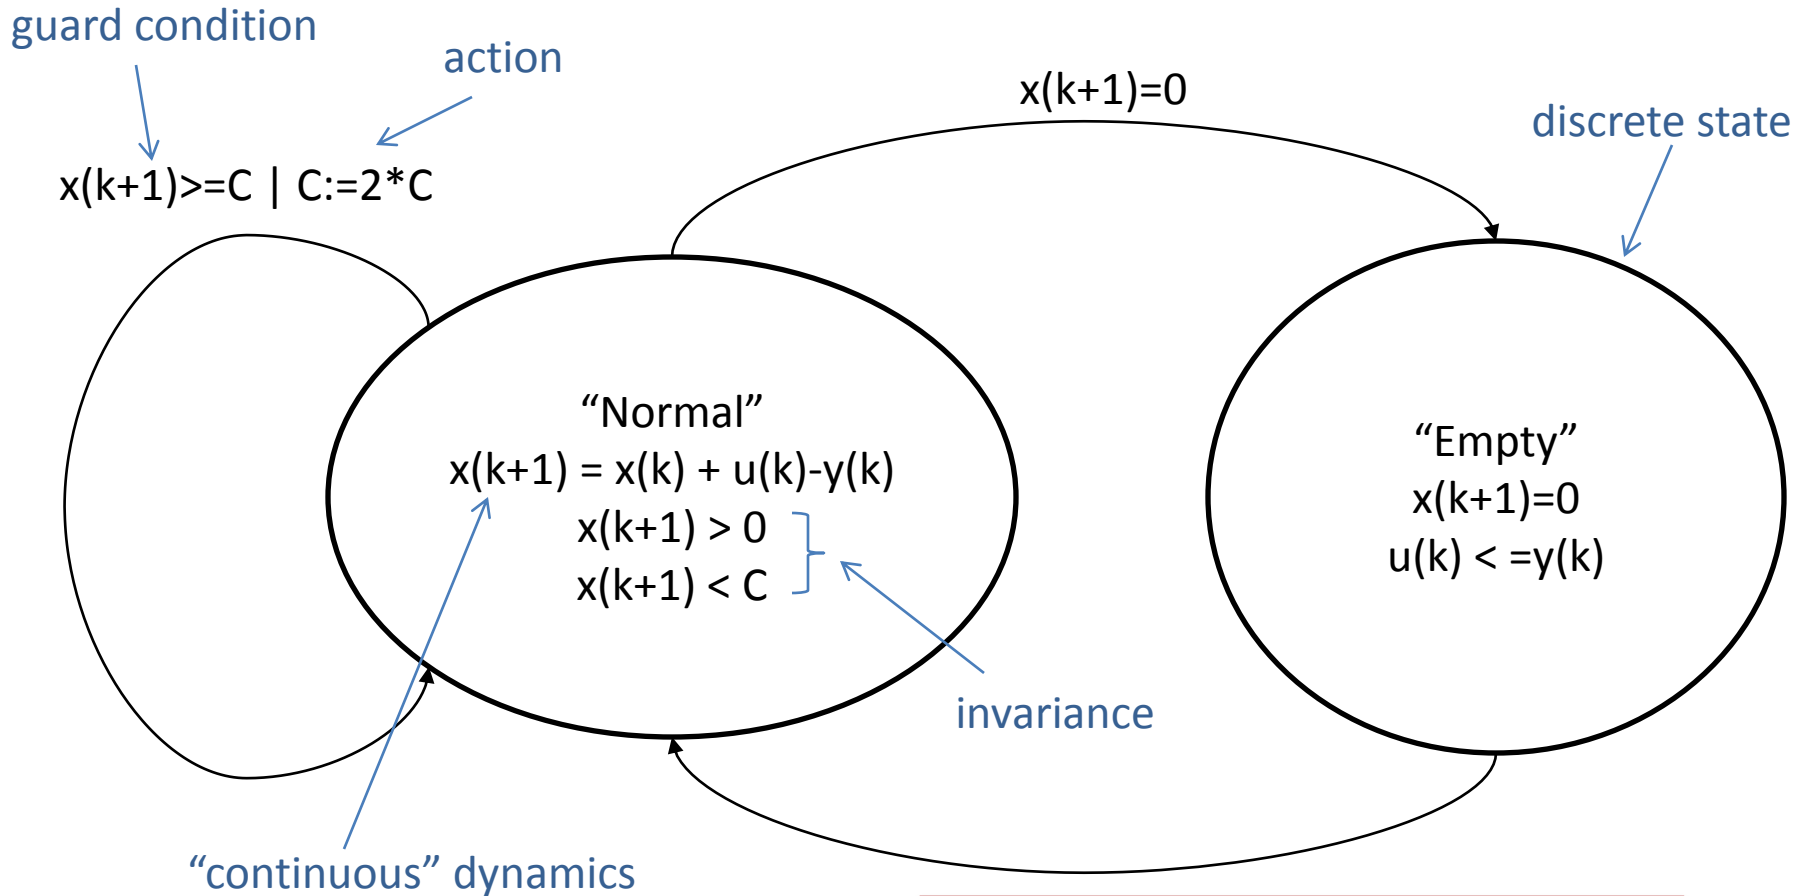 guard condition
action
x(k+1)=0
discrete state
x(k+1)>=C | C:=2*C
“Normal”
x(k+1) = x(k) + u(k)-y(k)
x(k+1) > 0
x(k+1) < C
“Empty”
x(k+1)=0
u(k) < =y(k)
invariance
“continuous” dynamics